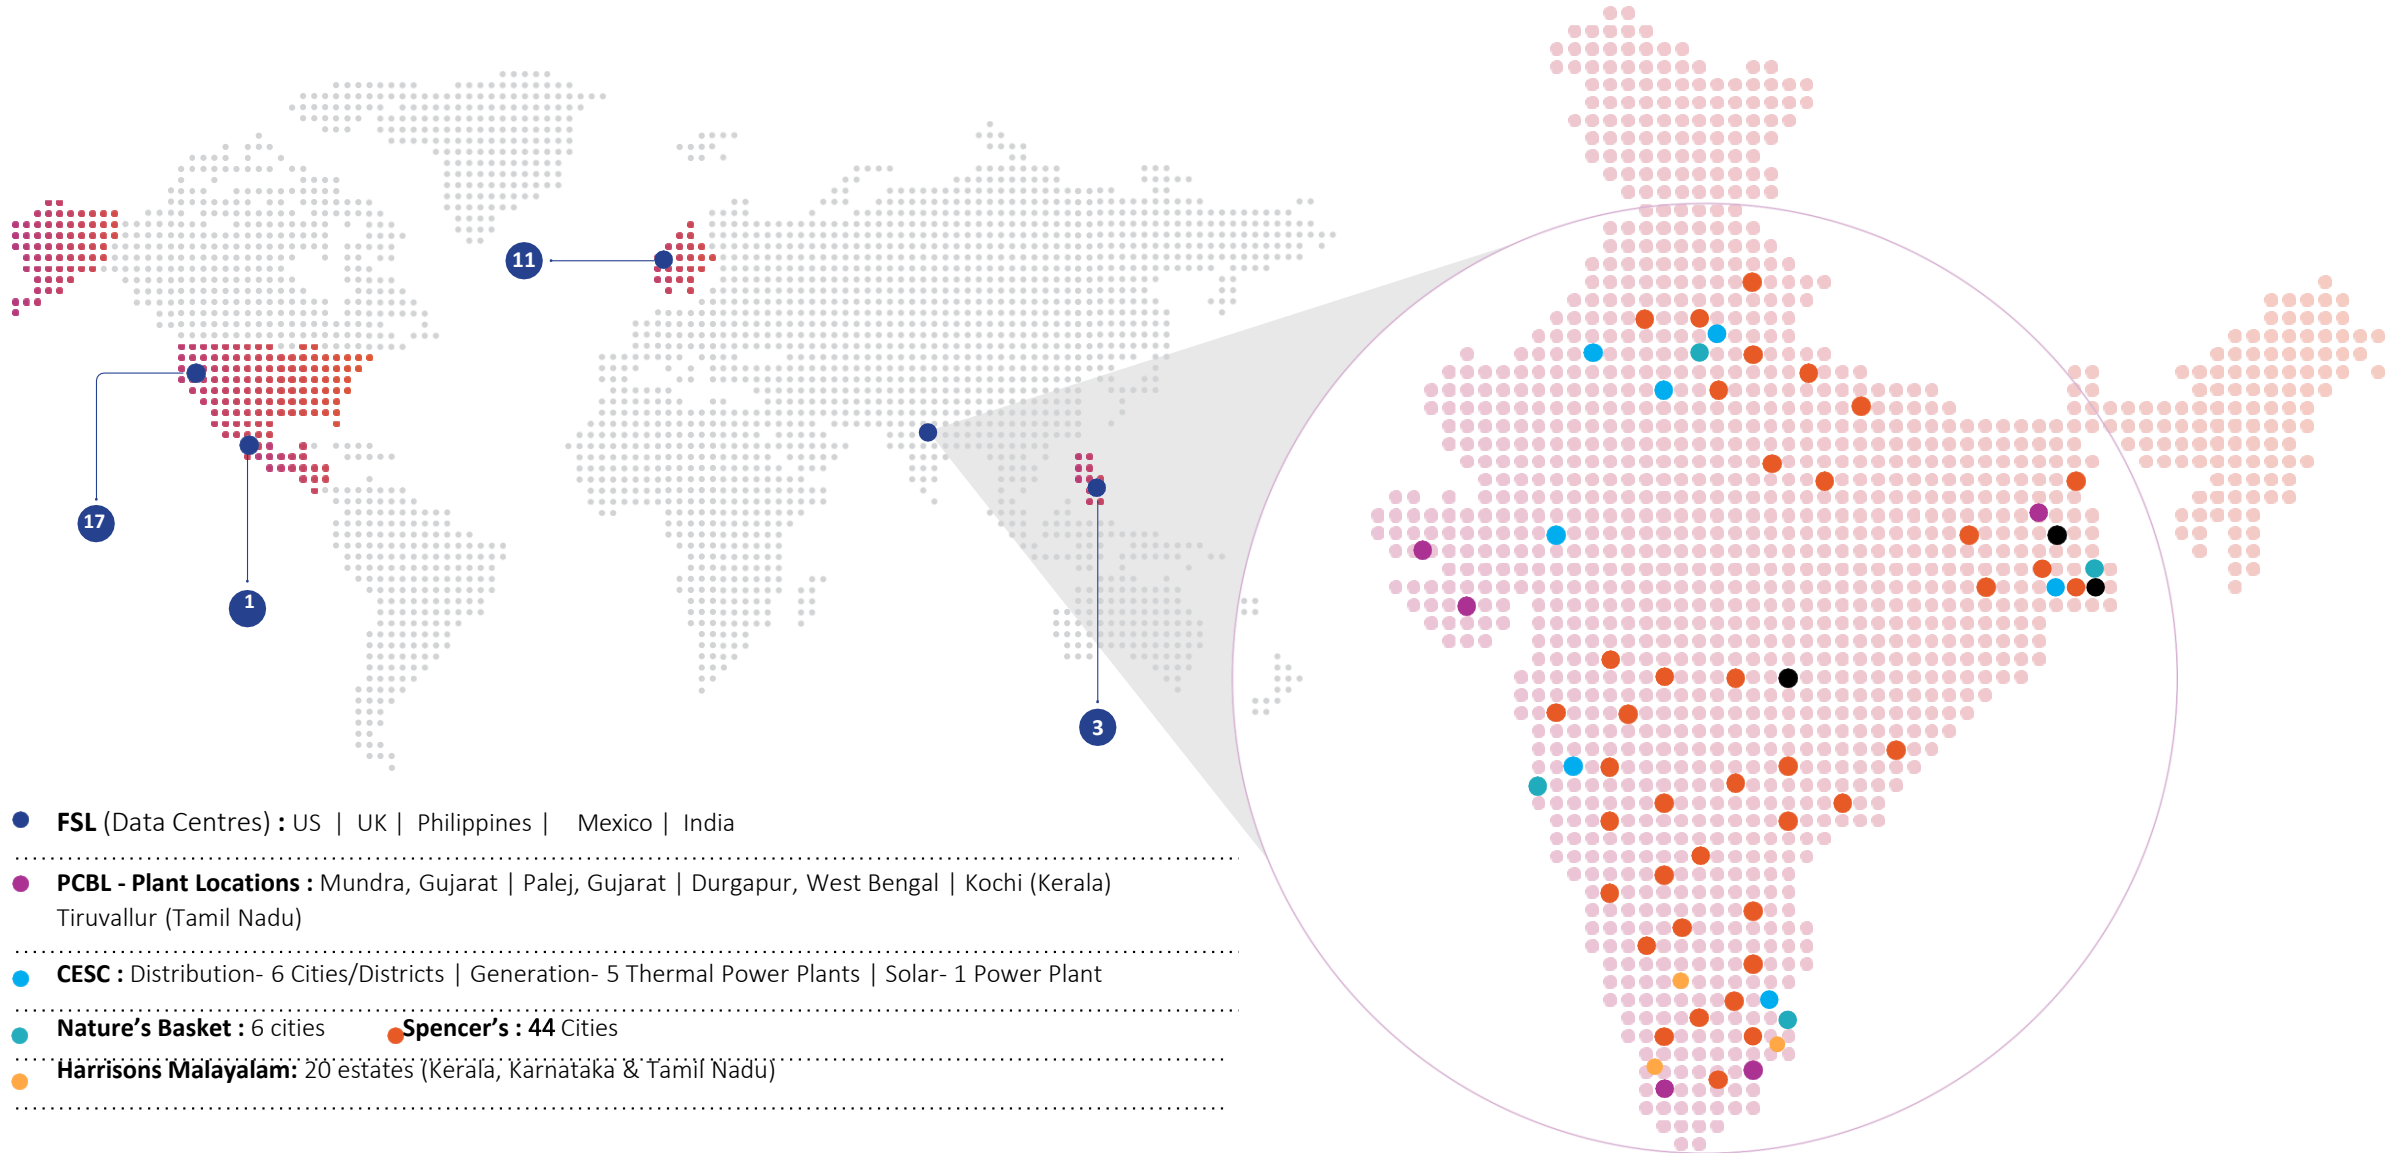 11
17
1
3
FSL (Data Centres) : US | UK | Philippines | Mexico | India
PCBL - Plant Locations : Mundra, Gujarat | Palej, Gujarat | Durgapur, West Bengal | Kochi (Kerala)
Tiruvallur (Tamil Nadu)
CESC : Distribution- 6 Cities/Districts | Generation- 5 Thermal Power Plants | Solar- 1 Power Plant
Nature’s Basket : 6 cities Spencer’s : 44 Cities
Harrisons Malayalam: 20 estates (Kerala, Karnataka & Tamil Nadu)